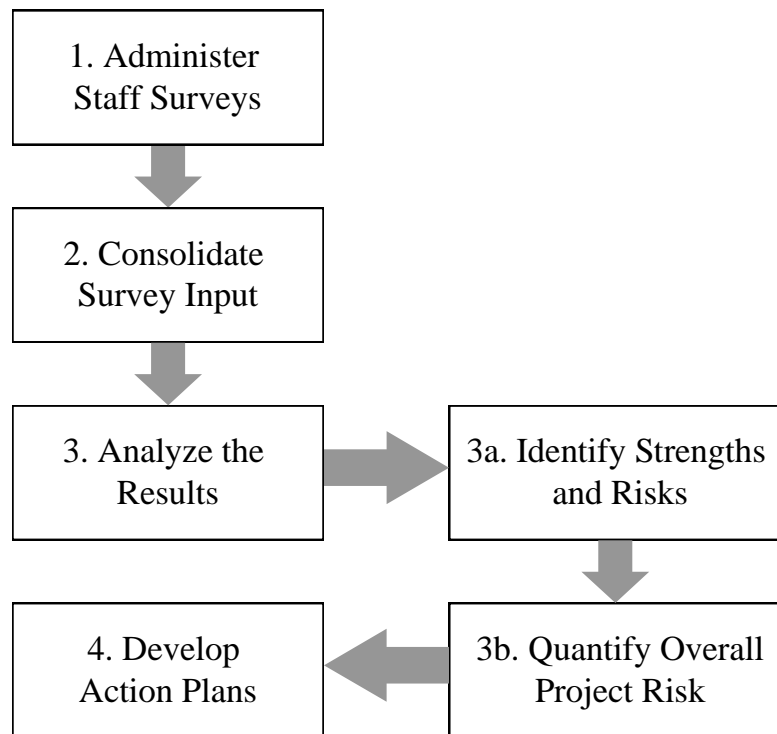 1. Administer
Staff Surveys
2. Consolidate
Survey Input
3. Analyze the
Results
3a. Identify Strengths
and Risks
3b. Quantify Overall
Project Risk
4. Develop
Action Plans